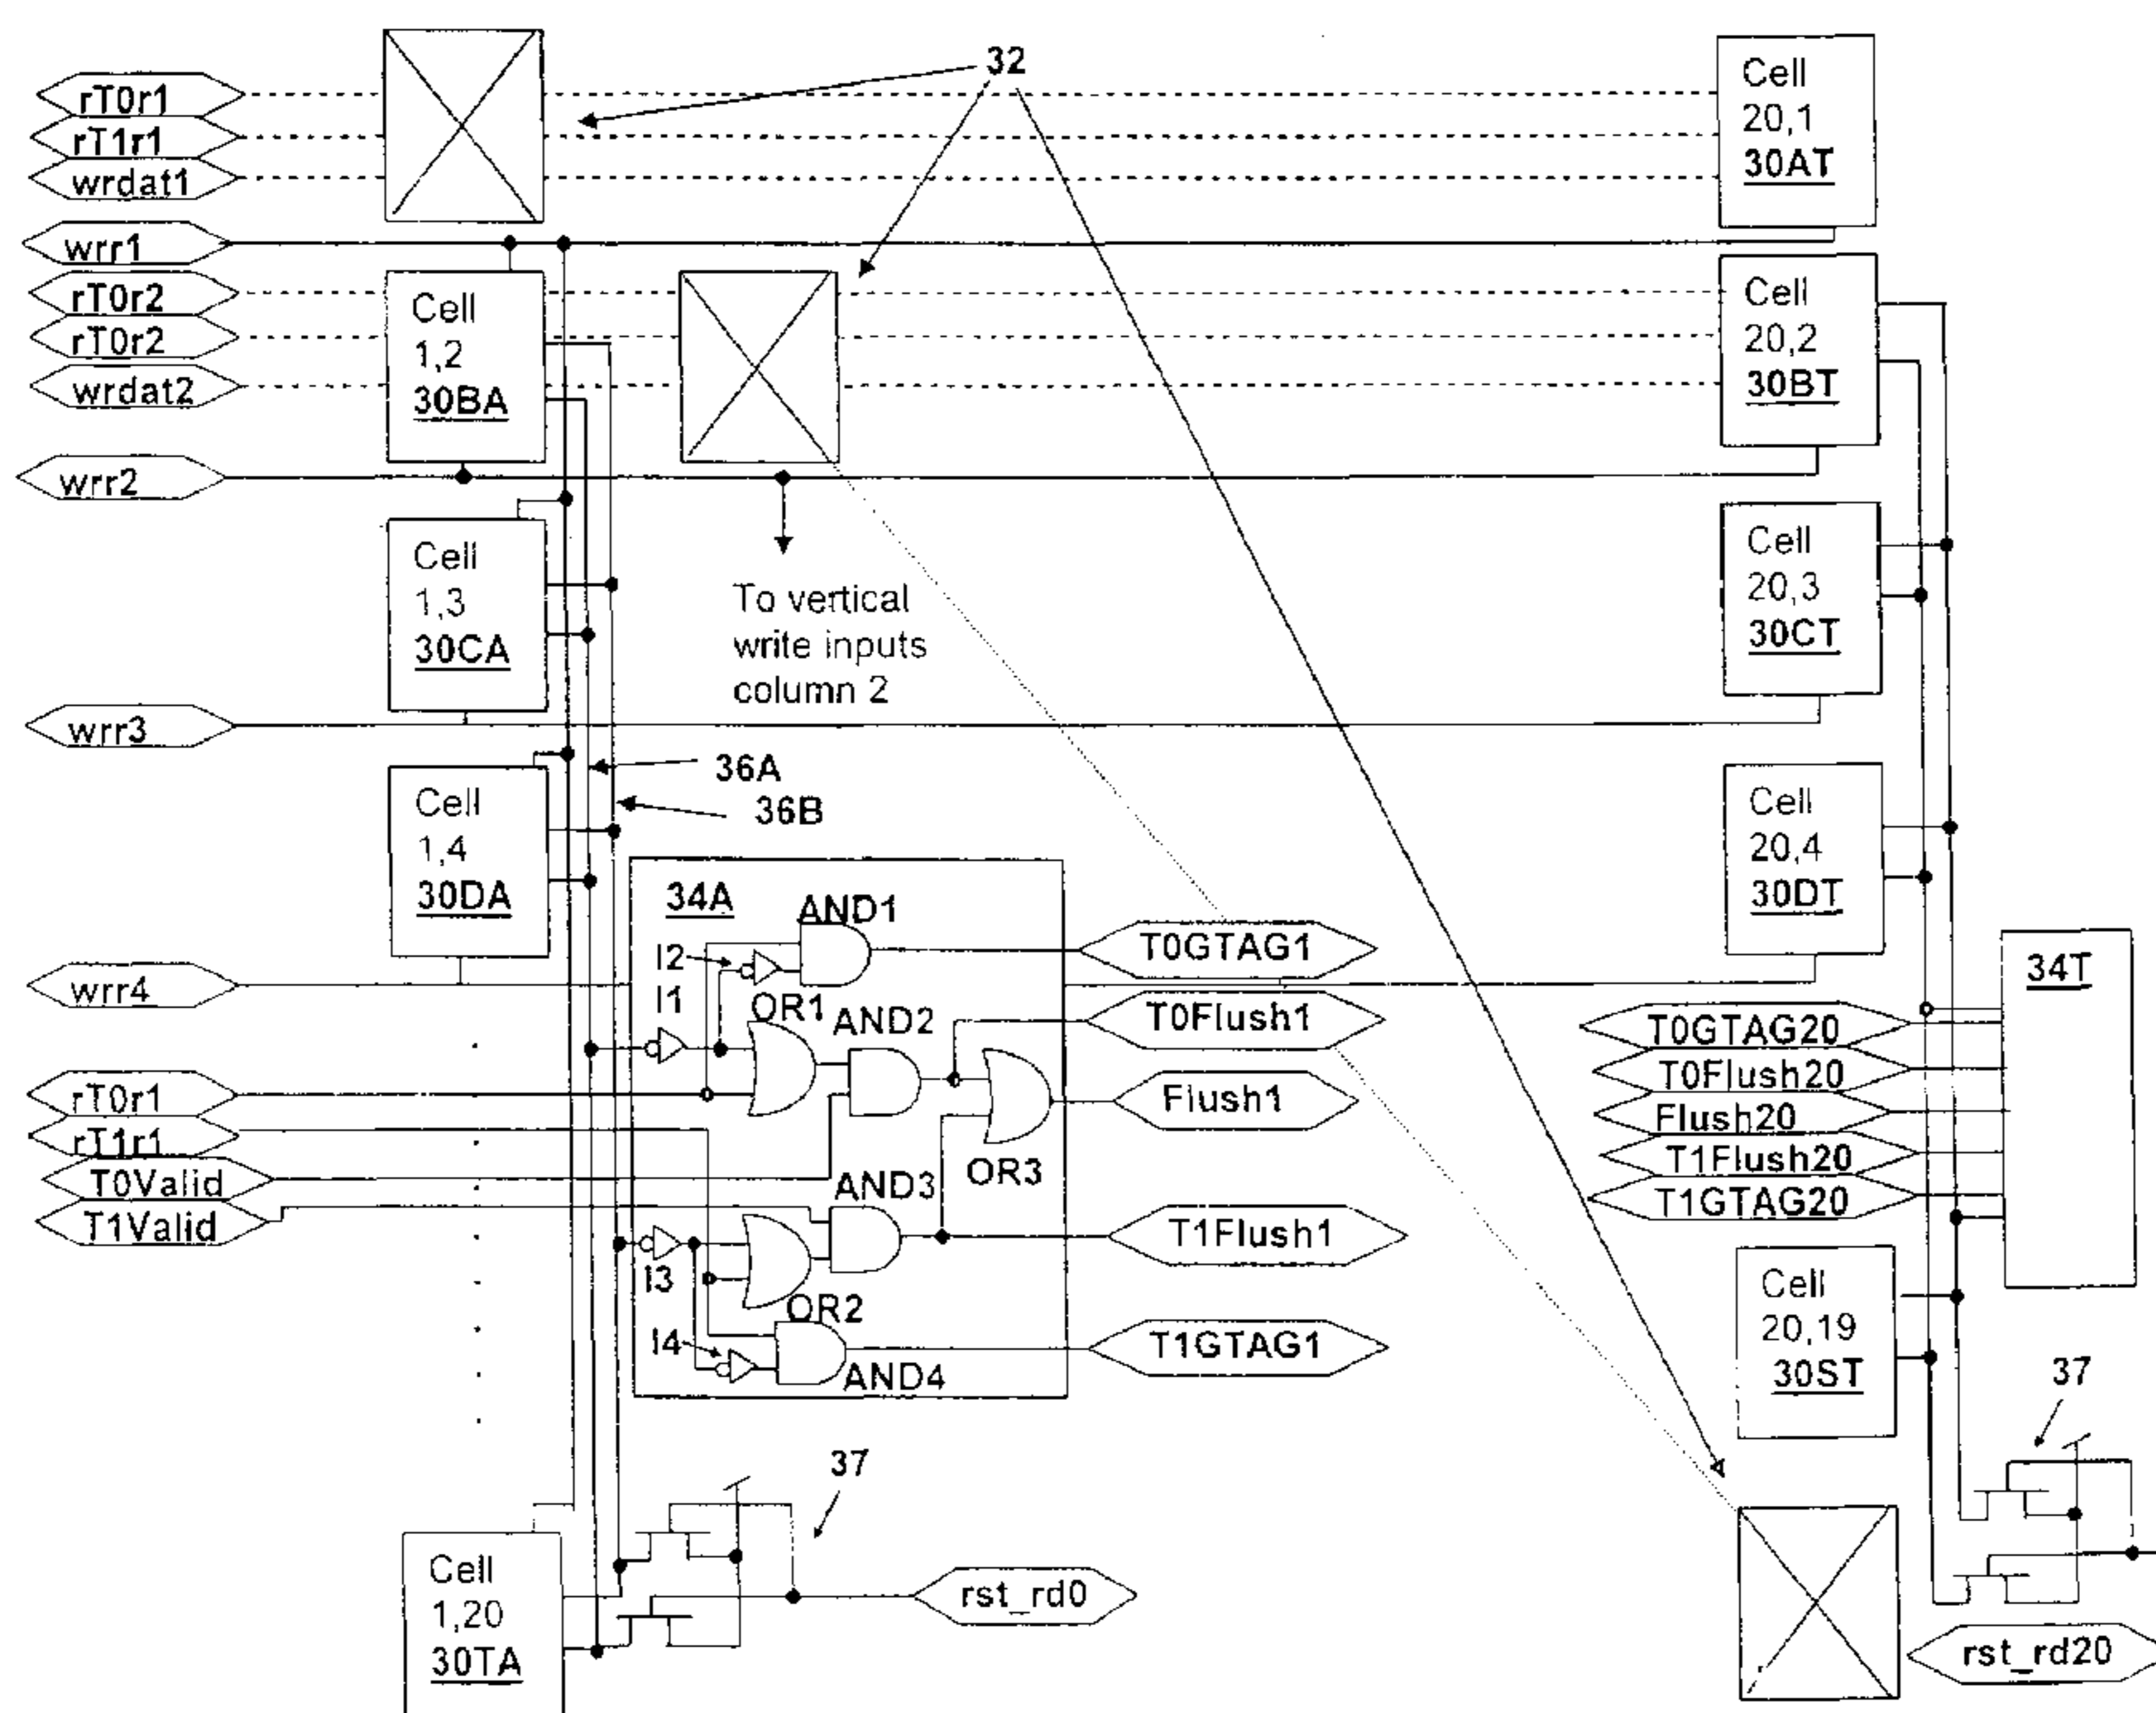 32
rT0r1
rT1r1
wrdat1
Cell
20,1
30AT
wrr1
rT0r2
rT0r2
wrdat2
Cell
1,2
30BA
Cell
20,2
30BT
wrr2
Cell
1,3
30CA
To vertical
write inputs
column 2
Cell
20,3
30CT
wrr3
36A
36B
Cell
1,4
30DA
Cell
20,4
30DT
34A
AND1
I2
I1
OR1
AND2
T0GTAG1
wrr4
T0Flush1
34T
T0GTAG20
T0Flush20
Flush20
T1Flush20
T1GTAG20
rT0r1
rT1r1
T0Valid
T1Valid
Flush1
OR3
AND3
T1Flush1
I3
OR2
I4
AND4
T1GTAG1
Cell
20,19
30ST
37
37
Cell
1,20
30TA
rst_rd0
rst_rd20